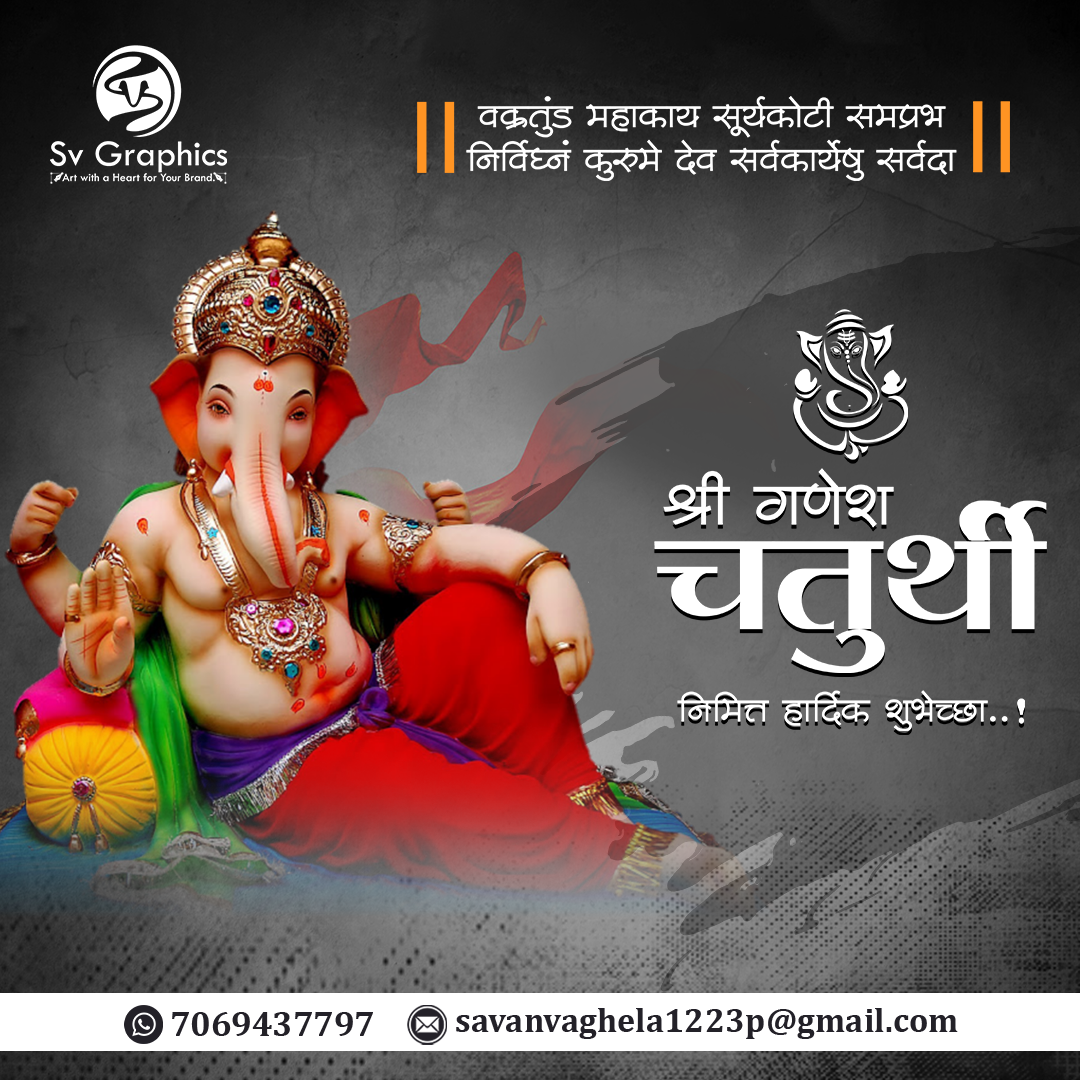 Sv Graphics
Art with a Heart for Your Brand.
वक्रतुंड महाकाय सूर्यकोटी समप्रभ
निर्विघ्नं कुरुमे देव सर्वकार्येषु सर्वदा
श्री गणेश
चतुर्थी
निमित हार्दिक शुभेच्छा..!
7069437797 savanvaghela1223p@gmail.com